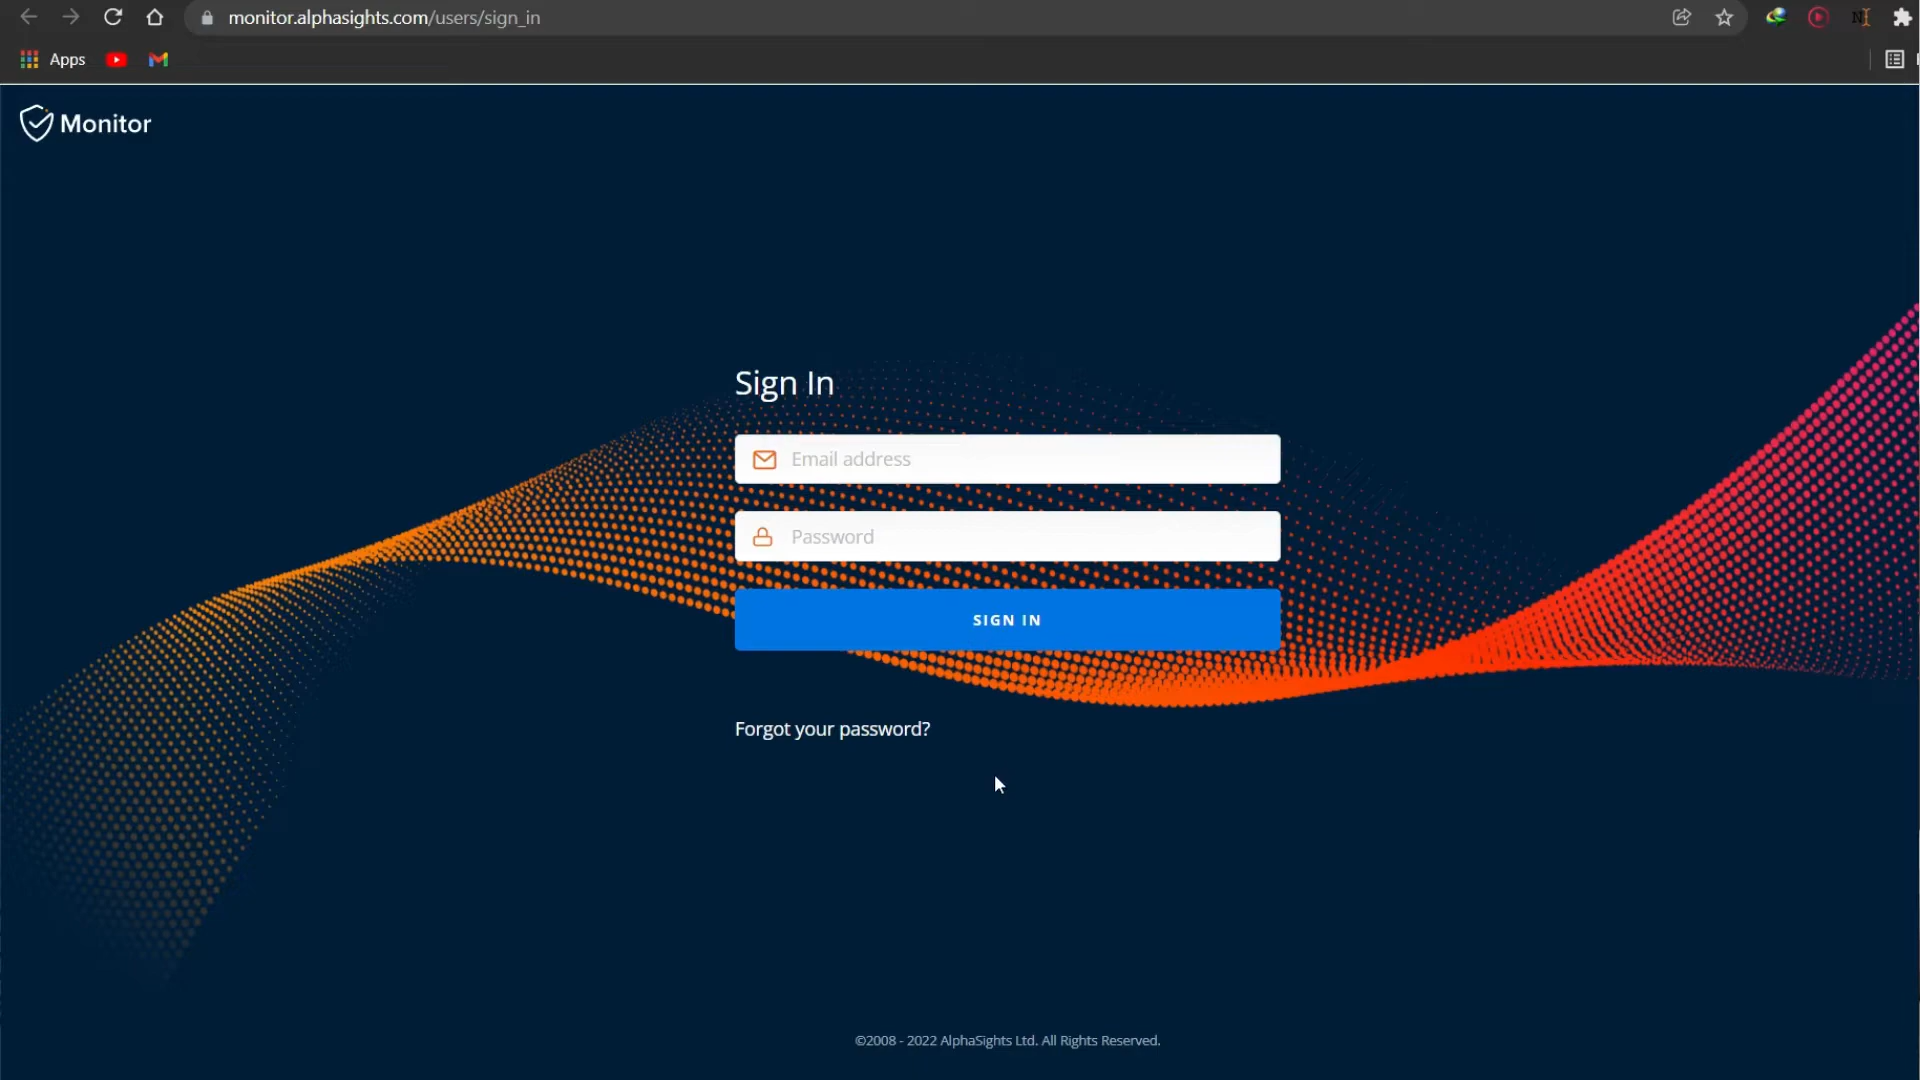 monitor.alphasights.com/users/sign_in
Apps
Monitor
Sign In
Email address
Password
SIGN IN
Forgot your password?
©2008 - 2022 AlphaSights Ltd. All Rights Reserved.